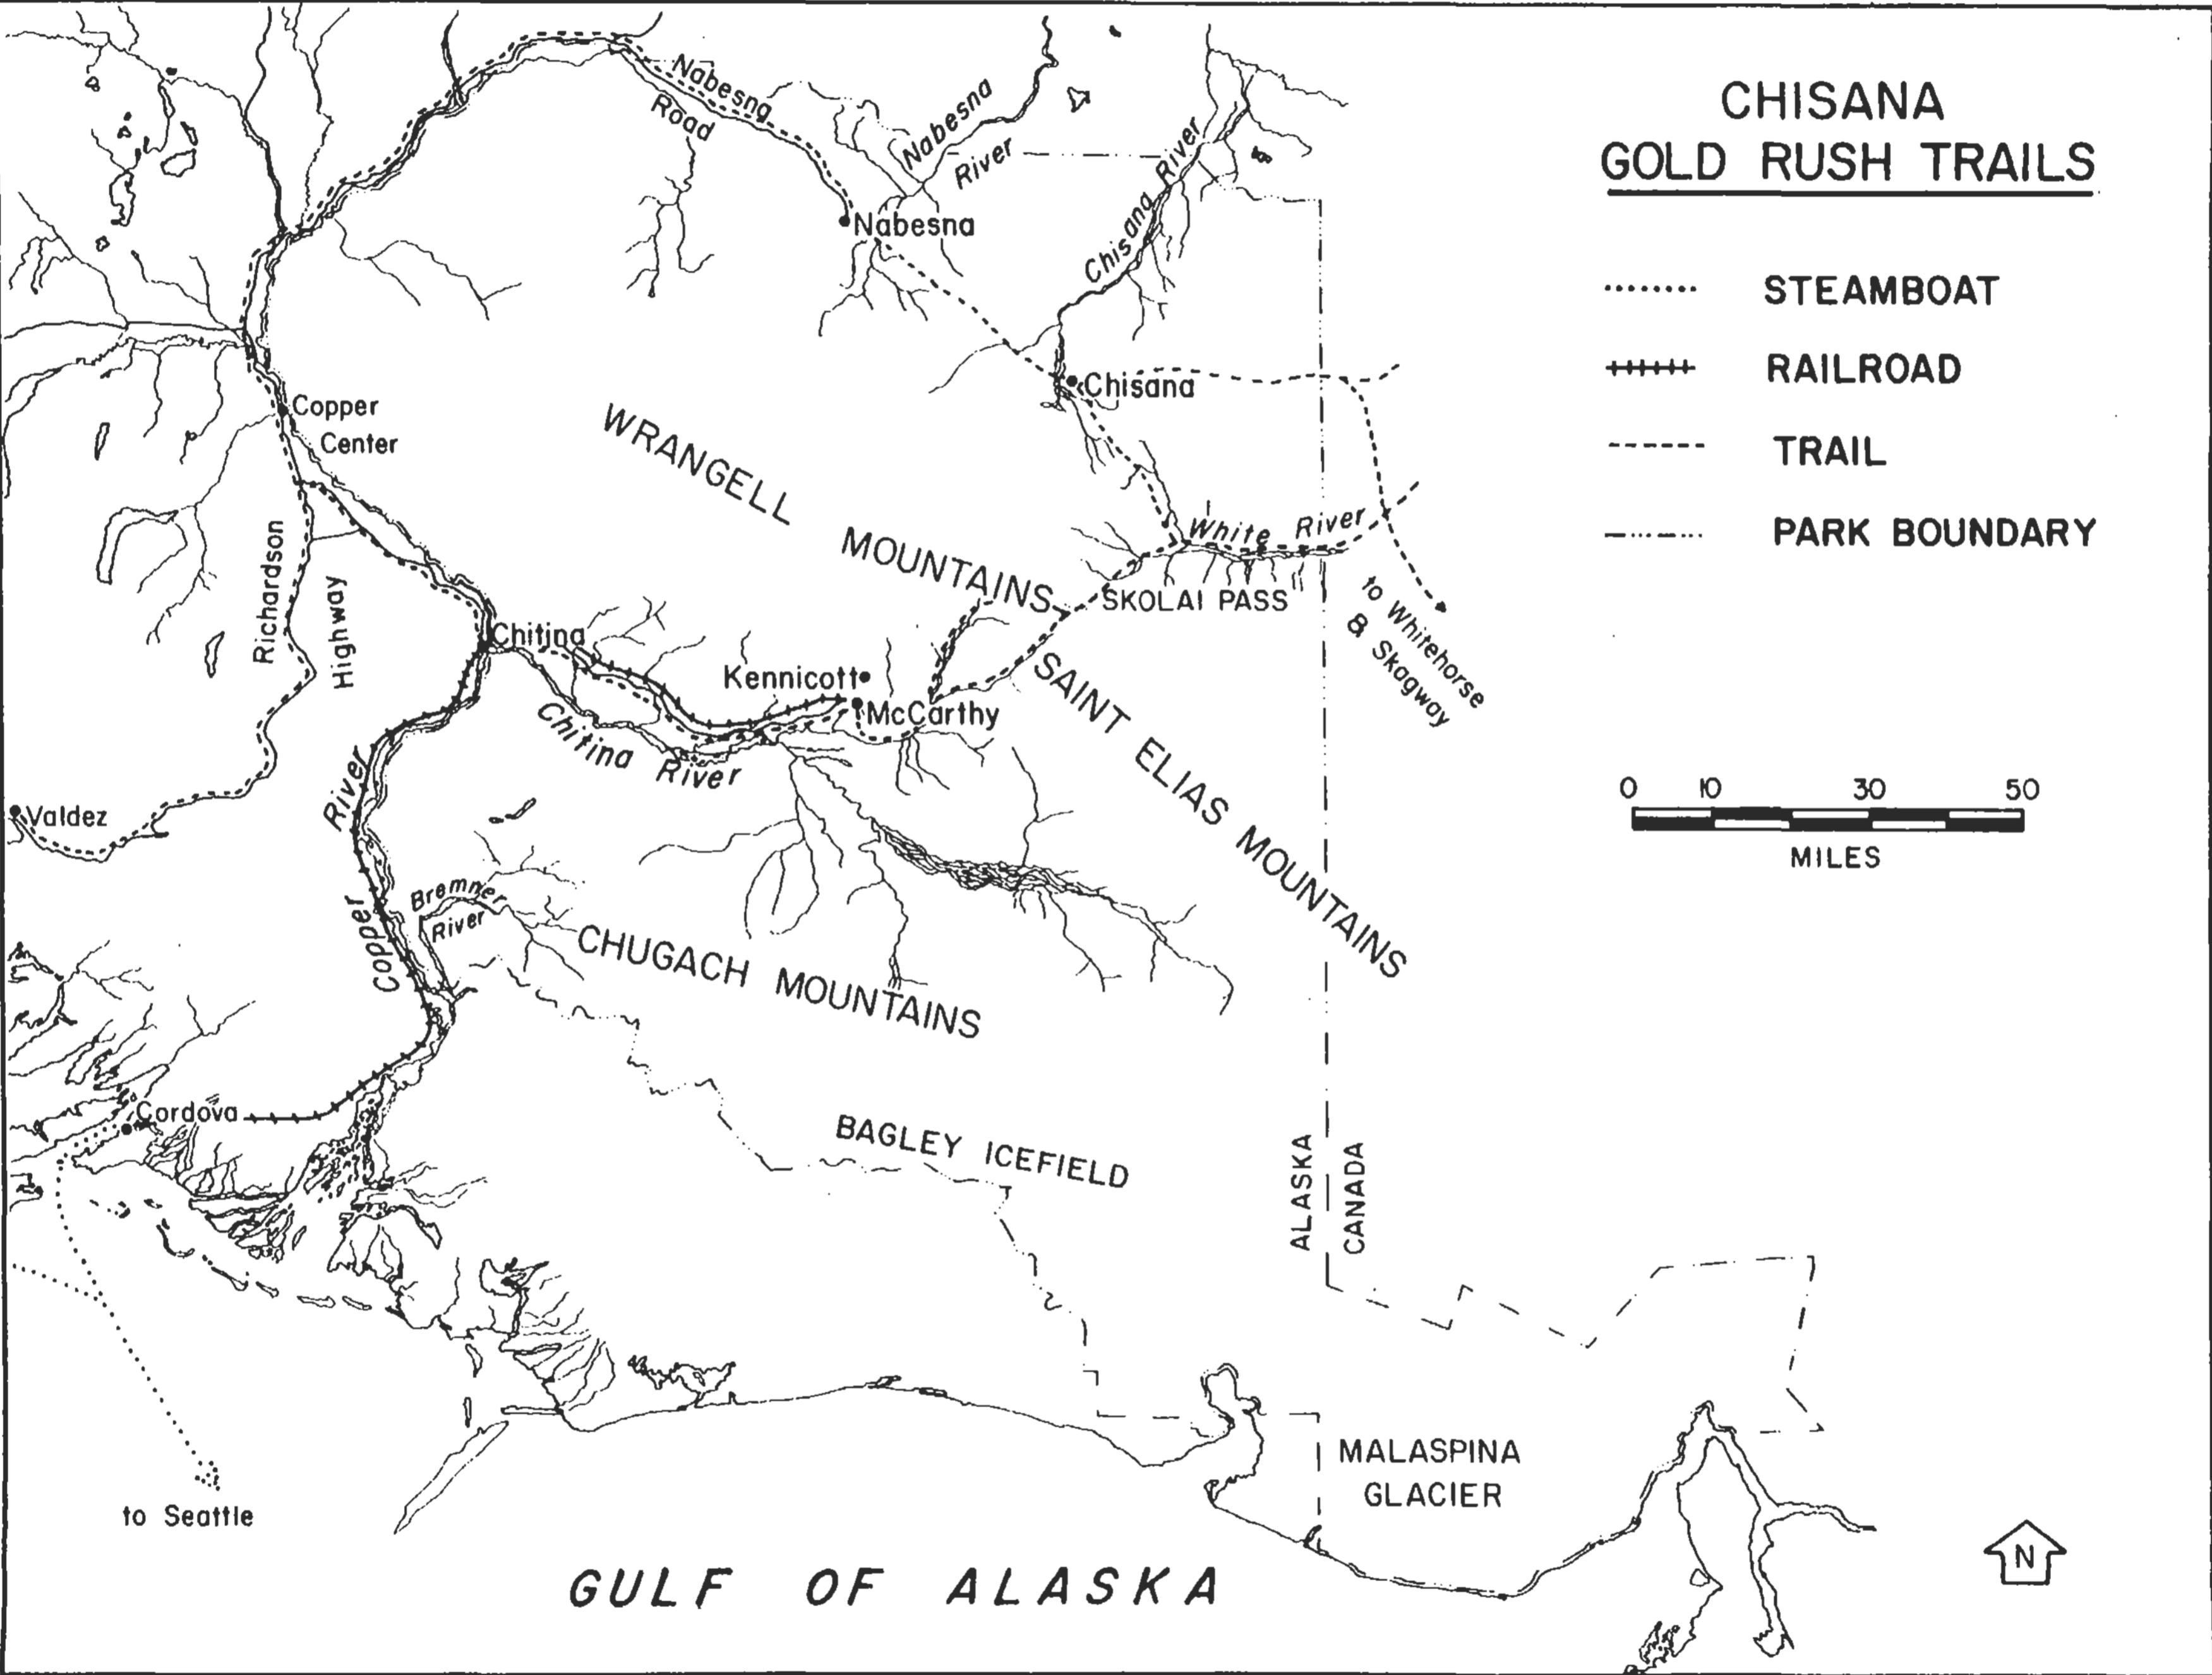 CHISANA
GOLD RUSH TRAILS
STEAMBOAT
RAILROAD
TRAIL
PARK BOUNDARY
Nabesna
Road
Nabesna
River
Chisana River
Nabesna
Chisana
Copper
Center
WRANGELL
MOUNTAINS
White River
SKOLAI PASS
to Whitehorse
& Skagway
Richardson
Highway
Chitina
Kennicott
McCarthy
Chitina River
SAINT ELIAS MOUNTAINS
0 10 30 50
MILES
Valdez
Copper River
Bremner
River
CHUGACH MOUNTAINS
Cordova
BAGLEY ICEFIELD
ALASKA
CANADA
MALASPINA
GLACIER
to Seattle
GULF OF ALASKA
N